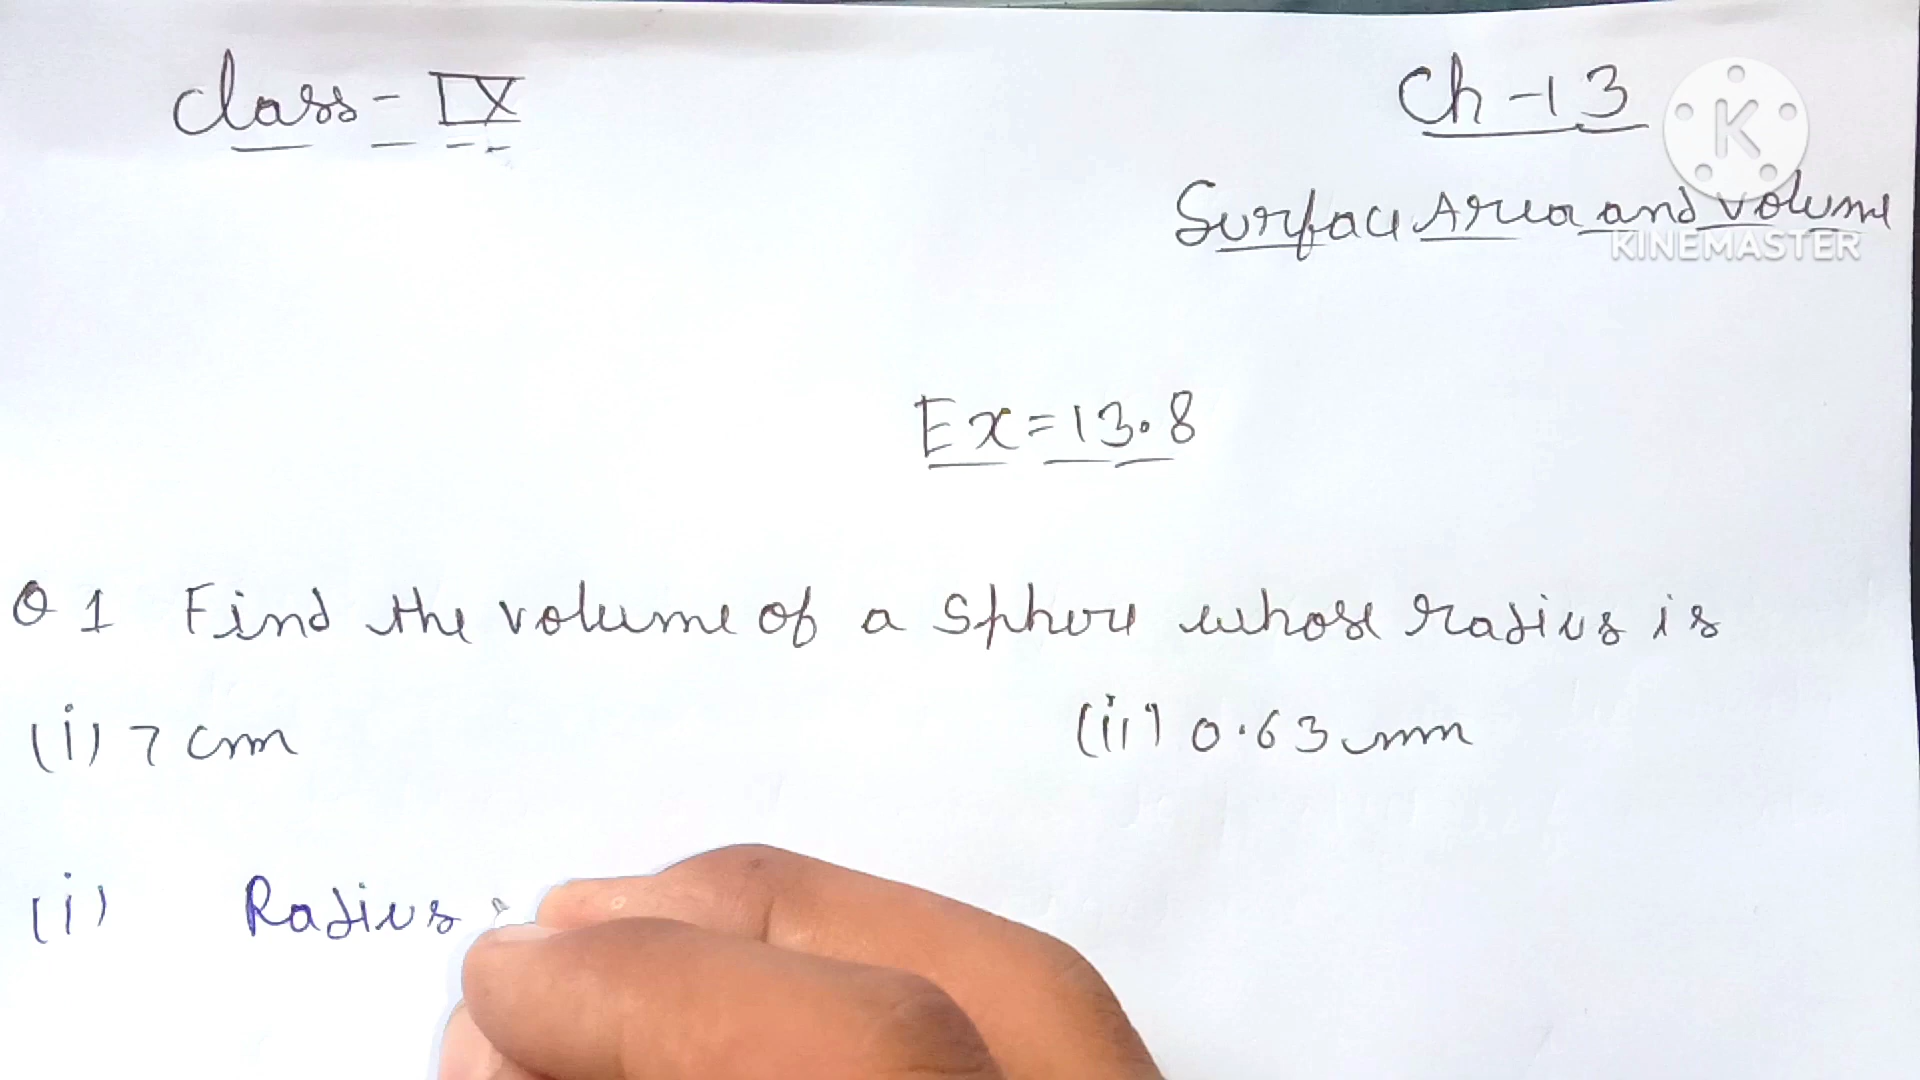 Class - IX
Ch-13
K
Surface Area and Volume
KINEMASTER
Ex = 13.8
Q 1 Find the volume of a Sphere whose radius is
(i) 7 cm (ii) 0.63 mm
(i) Radius